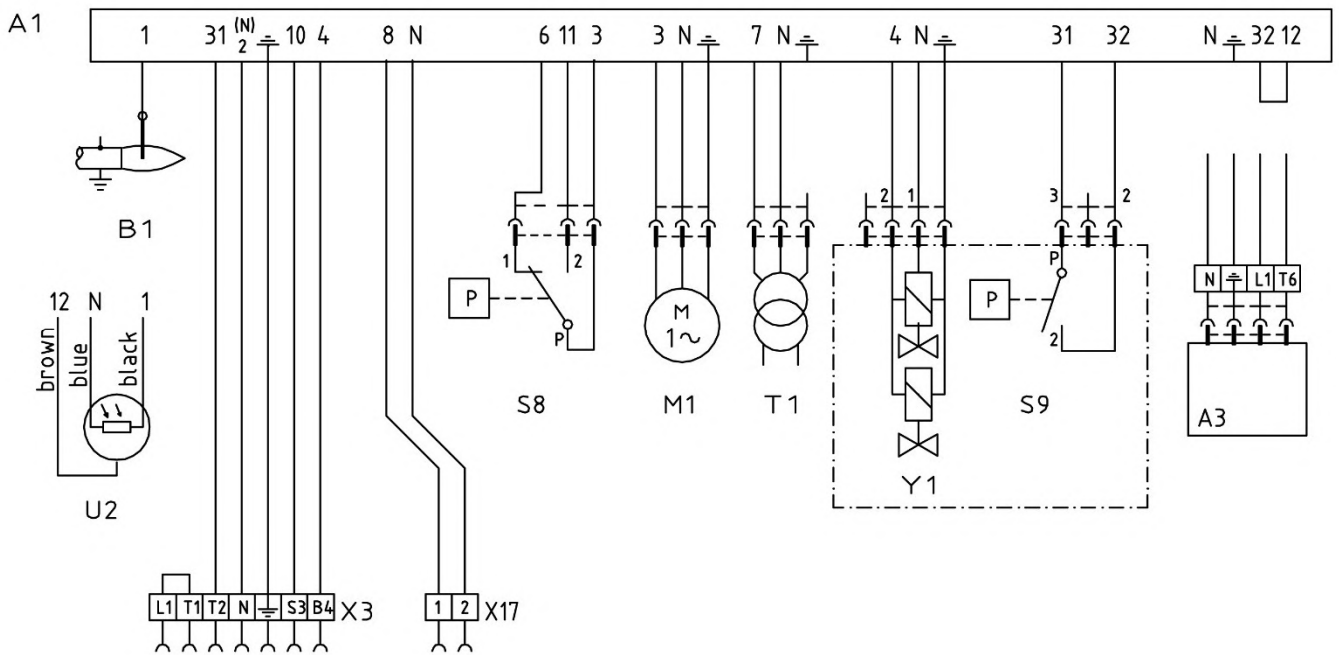 A1
1 31 (N) 2 10 4 8 N 6 11 3 3 N 7 N 4 N 31 32 N 32 12
2 1 3 2
B1
1 2 P
P P
12 N 1
brown blue black
M
1~
P 2
S8 M1 T1 S9
A3
Y1
U2
N L1 T6
L1 T1 T2 N S3 B4 X3 1 2 X17